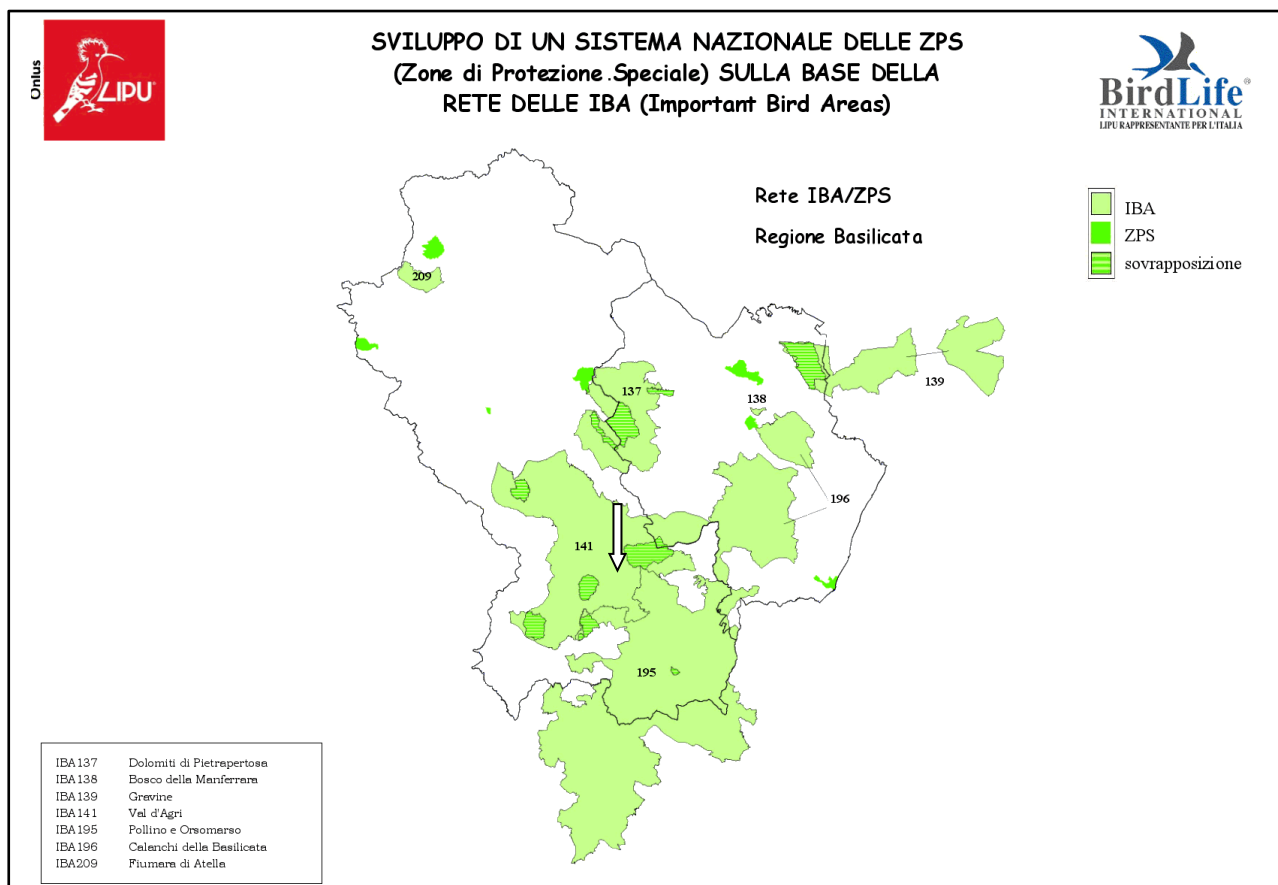 Onlus
LIPU
SVILUPPO DI UN SISTEMA NAZIONALE DELLE ZPS
(Zone di Protezione .Speciale) SULLA BASE DELLA
RETE DELLE IBA (Important Bird Areas)
BirdLife®
INTERNATIONAL
LIPU RAPPRESENTANTE PER L'ITALIA
Rete IBA/ZPS
Regione Basilicata
IBA
ZPS
sovrapposizione
209
137
138
139
196
141
195
IBA137 Dolomiti di Pietrapertosa
IBA138 Bosco della Manferrara
IBA139 Gravine
IBA141 Val d'Agri
IBA195 Pollino e Orsomarso
IBA196 Calanchi della Basilicata
IBA209 Fiumara di Atella